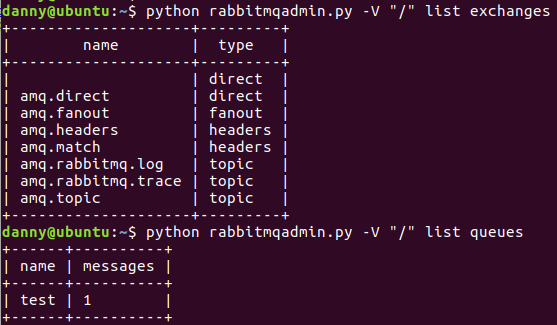 danny@ubuntu:~$ python rabbitmqadmin.py -V "/" list exchanges
+--------------------+---------+
|        name        |  type   |
+--------------------+---------+
|                    | direct  |
| amq.direct         | direct  |
| amq.fanout         | fanout  |
| amq.headers        | headers |
| amq.match          | headers |
| amq.rabbitmq.log   | topic   |
| amq.rabbitmq.trace | topic   |
| amq.topic          | topic   |
+--------------------+---------+
danny@ubuntu:~$ python rabbitmqadmin.py -V "/" list queues
+------+----------+
| name | messages |
+------+----------+
| test | 1        |
+------+----------+